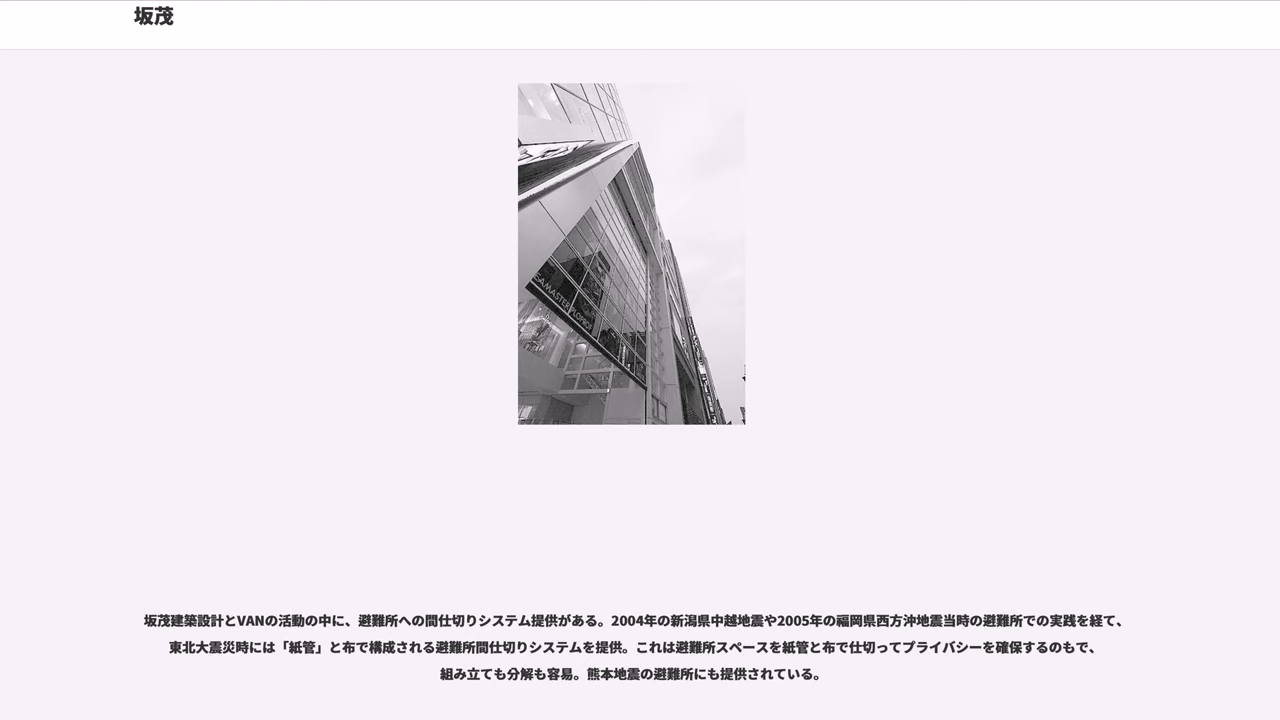 坂茂
坂茂建築設計とVANの活動の中に、避難所への間仕切りシステム提供がある。2004年の新潟県中越地震や2005年の福岡県西方沖地震当時の避難所での実践を経て、
東北大震災時には「紙管」と布で構成される避難所間仕切りシステムを提供。これは避難所スペースを紙管と布で仕切ってプライバシーを確保するのもで、
組み立ても分解も容易。熊本地震の避難所にも提供されている。